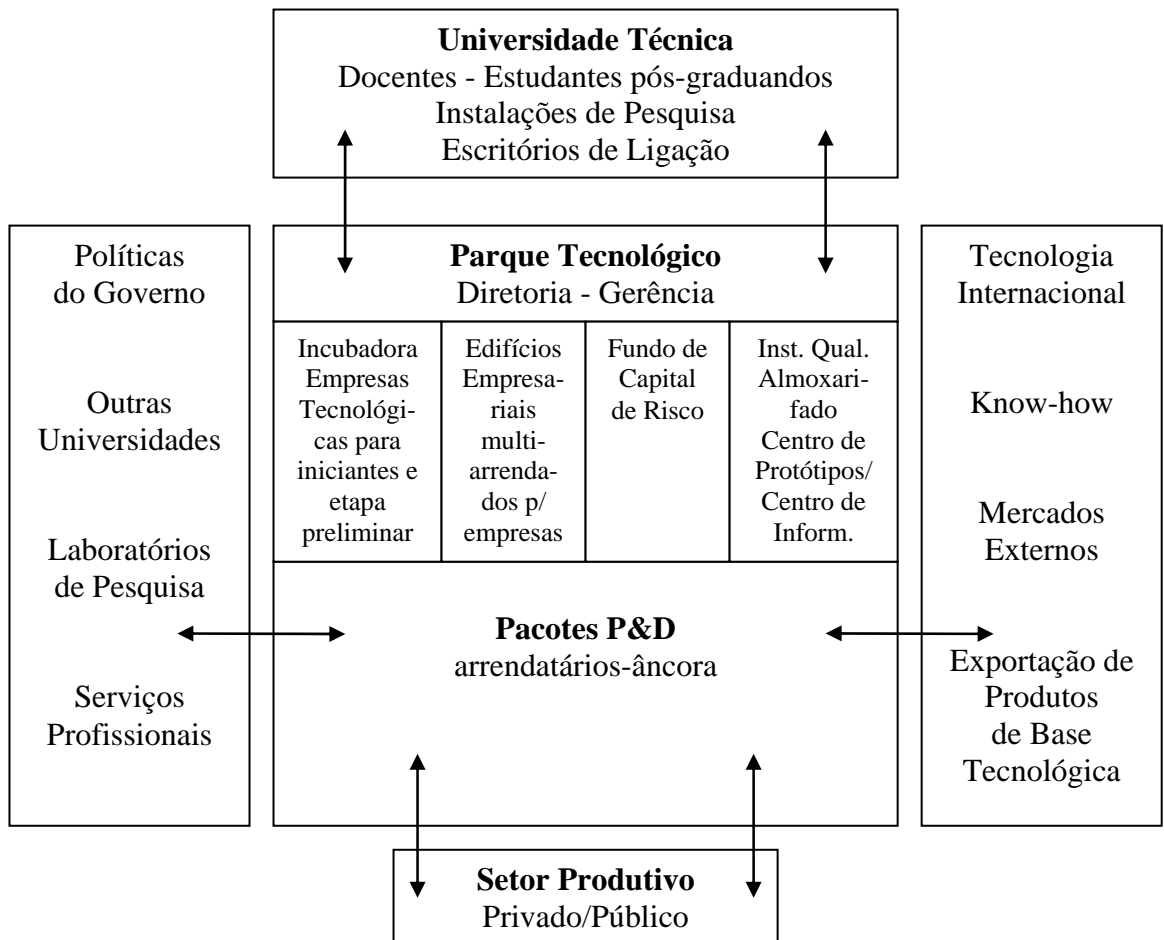 Universidade Técnica
Docentes - Estudantes pós-graduandos
Instalações de Pesquisa
Escritórios de Ligação
Políticas
do Governo
Outras
Universidades
Laboratórios
de Pesquisa
Serviços
Profissionais
Parque Tecnológico
Diretoria - Gerência
Incubadora
Empresas
Tecnológi-
cas para
iniciantes e
etapa
preliminar
Edifícios
Empresa-
riais
multi-
arrenda-
dos p/
empresas
Fundo de
Capital
de Risco
Inst. Qual.
Almoxari-
fado
Centro de
Protótipos/
Centro de
Inform.
Pacotes P&D
arrendatários-âncora
Tecnologia
Internacional
Know-how
Mercados
Externos
Exportação de
Produtos
de Base
Tecnológica
Setor Produtivo
Privado/Público